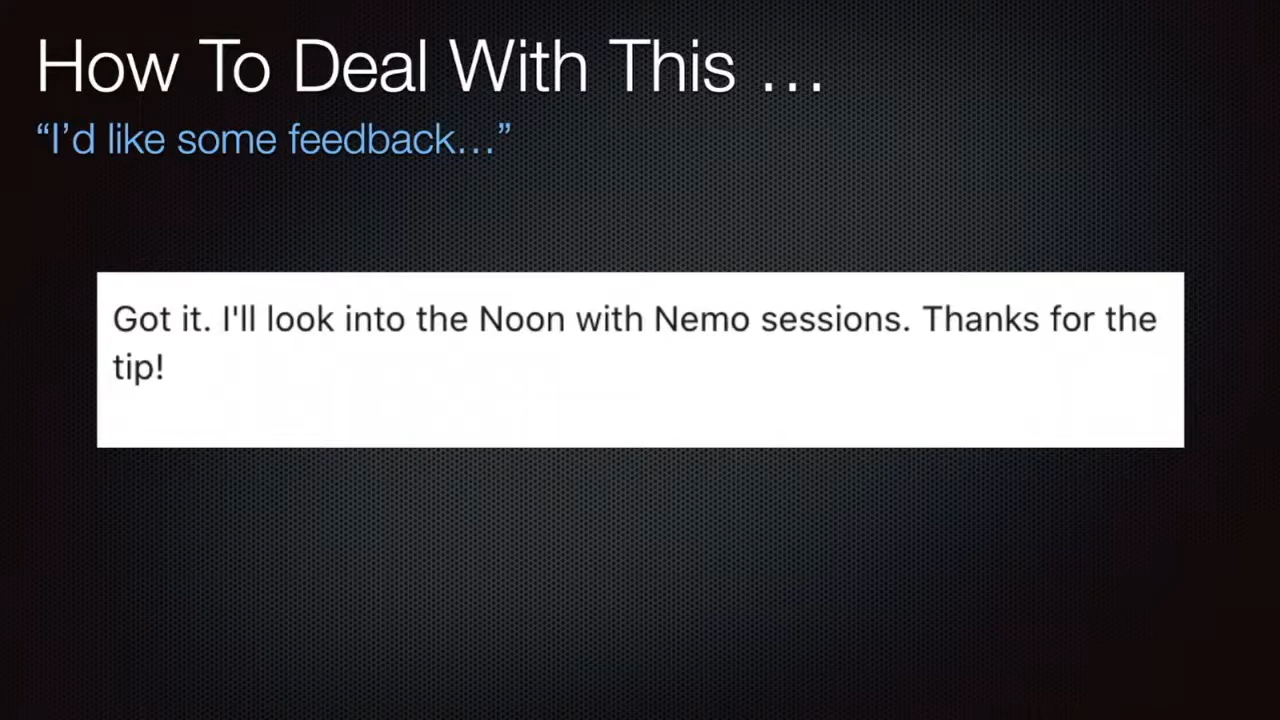 How To Deal With This …
“I’d like some feedback…”
Got it. I'll look into the Noon with Nemo sessions. Thanks for the
tip!